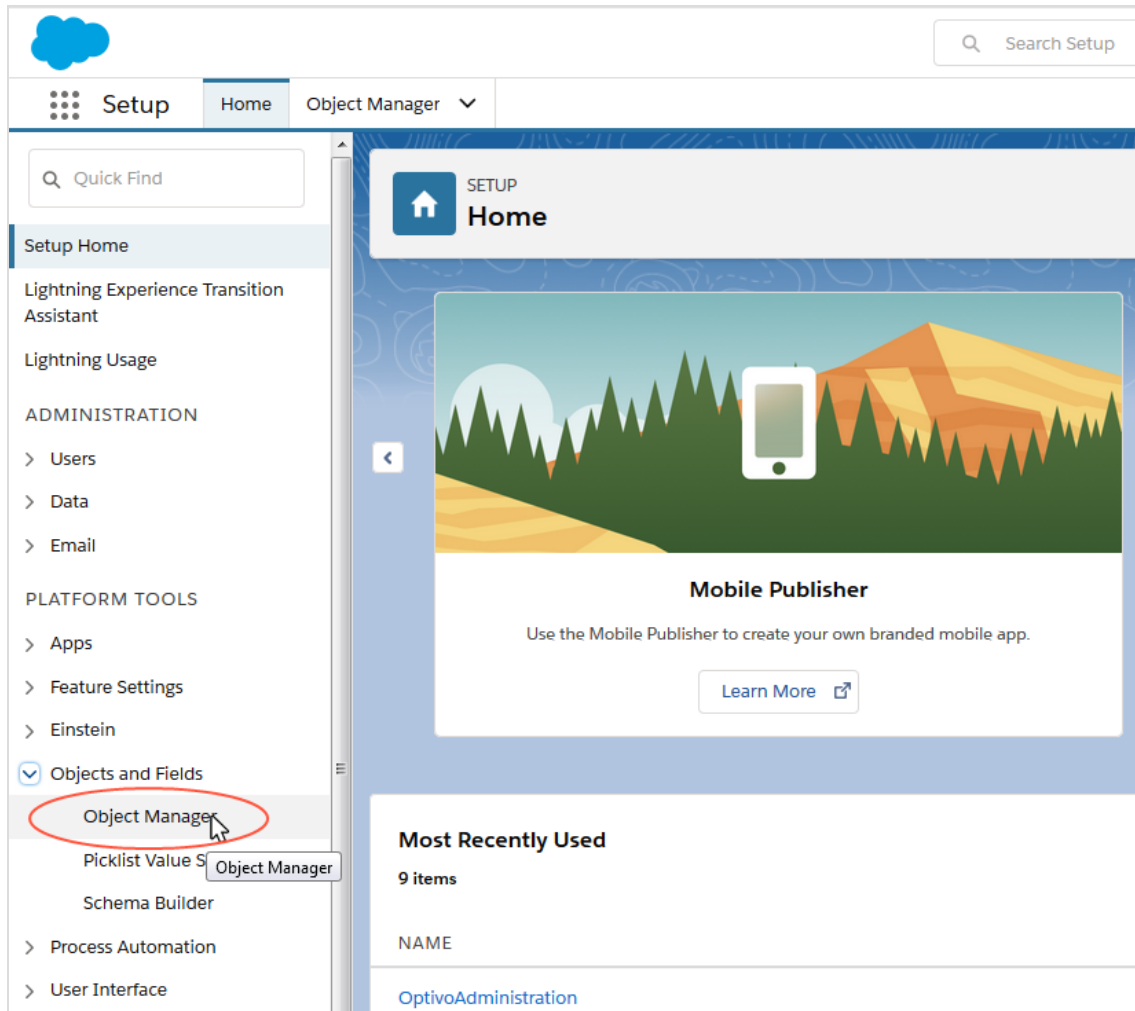 Search Setup
Setup
Home
Object Manager
Quick Find
Setup Home
Lightning Experience Transition
Assistant
Lightning Usage
ADMINISTRATION
Users
Data
Email
PLATFORM TOOLS
Apps
Feature Settings
Einstein
Objects and Fields
Object Manager
Picklist Value S
Object Manager
Schema Builder
Process Automation
User Interface
SETUP
Home
Mobile Publisher
Use the Mobile Publisher to create your own branded mobile app.
Learn More
Most Recently Used
9 items
NAME
OptivoAdministration